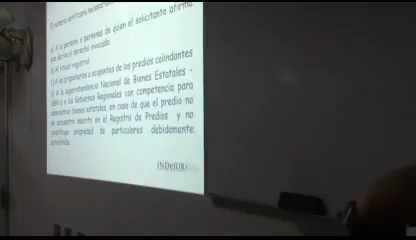 El notario notificará necesariamente
b) A la persona o personas de quien el solicitante afirma
que deriva el derecho invocado.
b) Al titular registral
c) A los propietarios u ocupantes de los predios colindantes
d) A la superintendencia Nacional de Bienes Estatales -
SBN o a los Gobiernos Regionales con competencia para
administrar bienes estatales, en caso de que el predio no
se encuentre inscrito en el Registro de Predios y no
constituya propiedad de particulares debidamente
acreditada.
INDeJUR